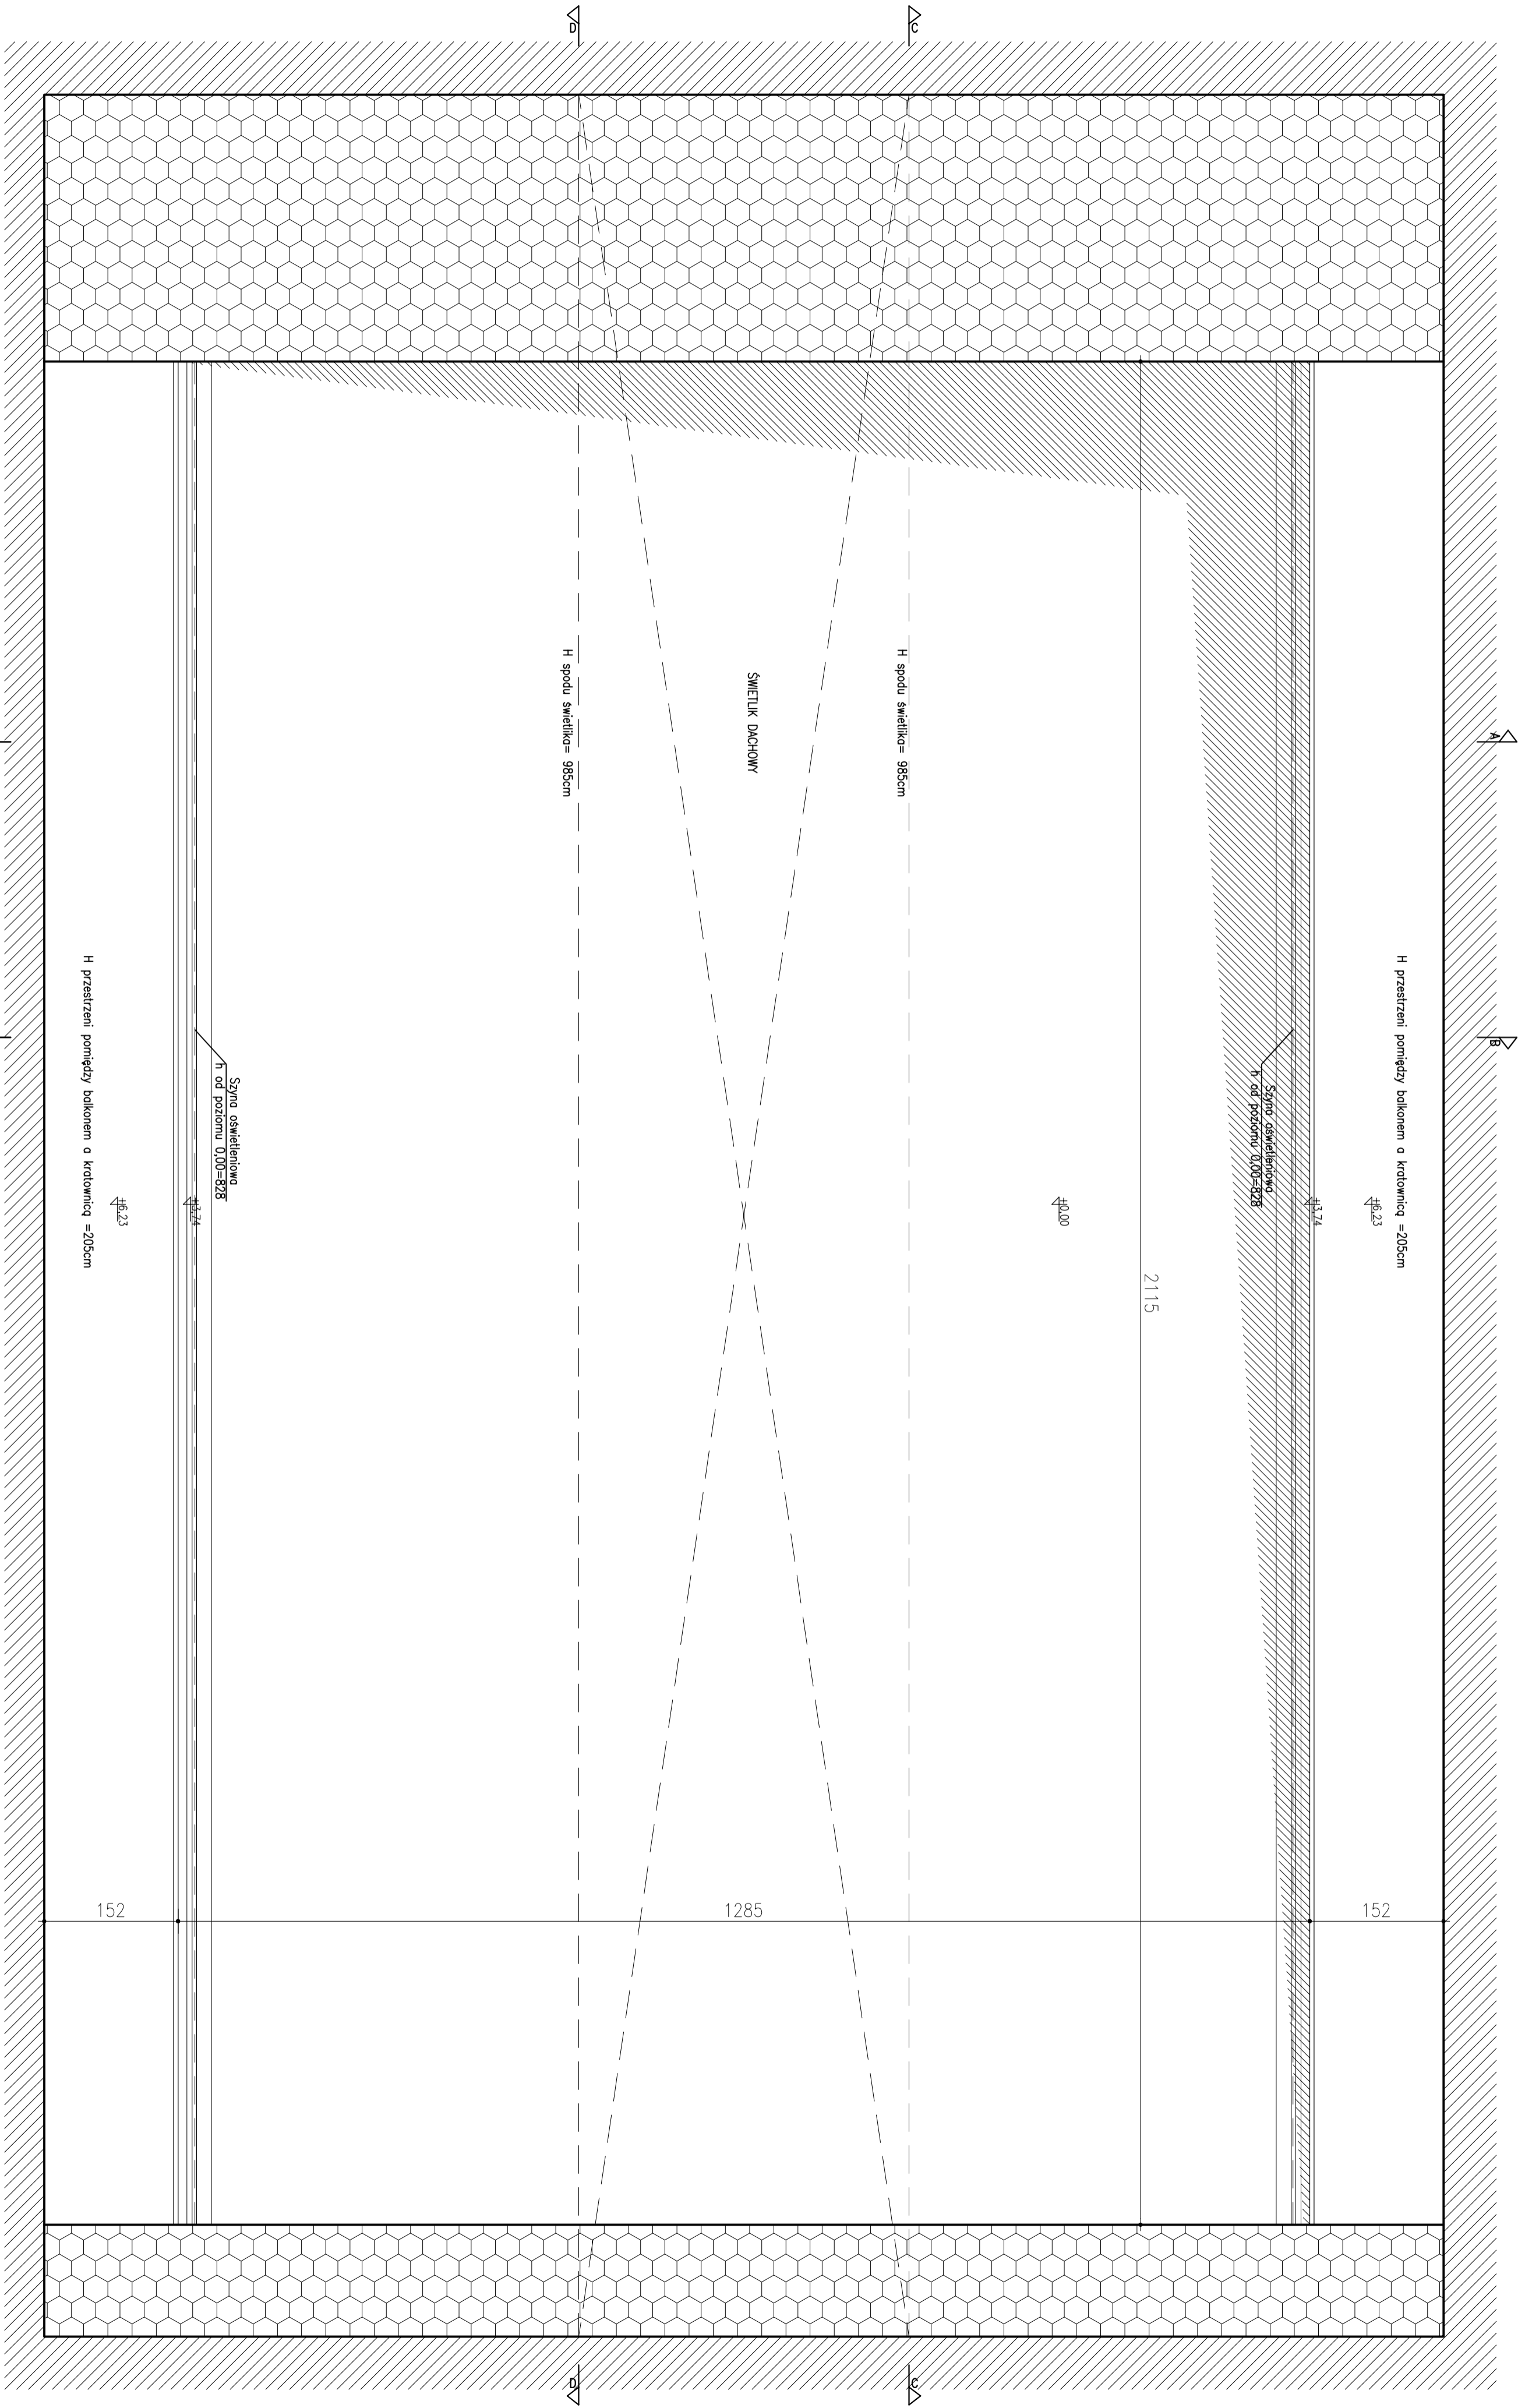 D
C
A
B
H spodu świetlika= 985cm
ŚWIETLIK DACHOWY
H spodu świetlika= 985cm
H przestrzeni pomiędzy balkonem a kratownicą =205cm
H przestrzeni pomiędzy balkonem a kratownicą =205cm
Szyna oświetleniowa
h od poziomu 0,00=828
Szyna oświetleniowa
h od poziomu 0,00=828
+6,23
+3,74
±0,00
+3,74
+6,23
2115
152
1285
152
D
C